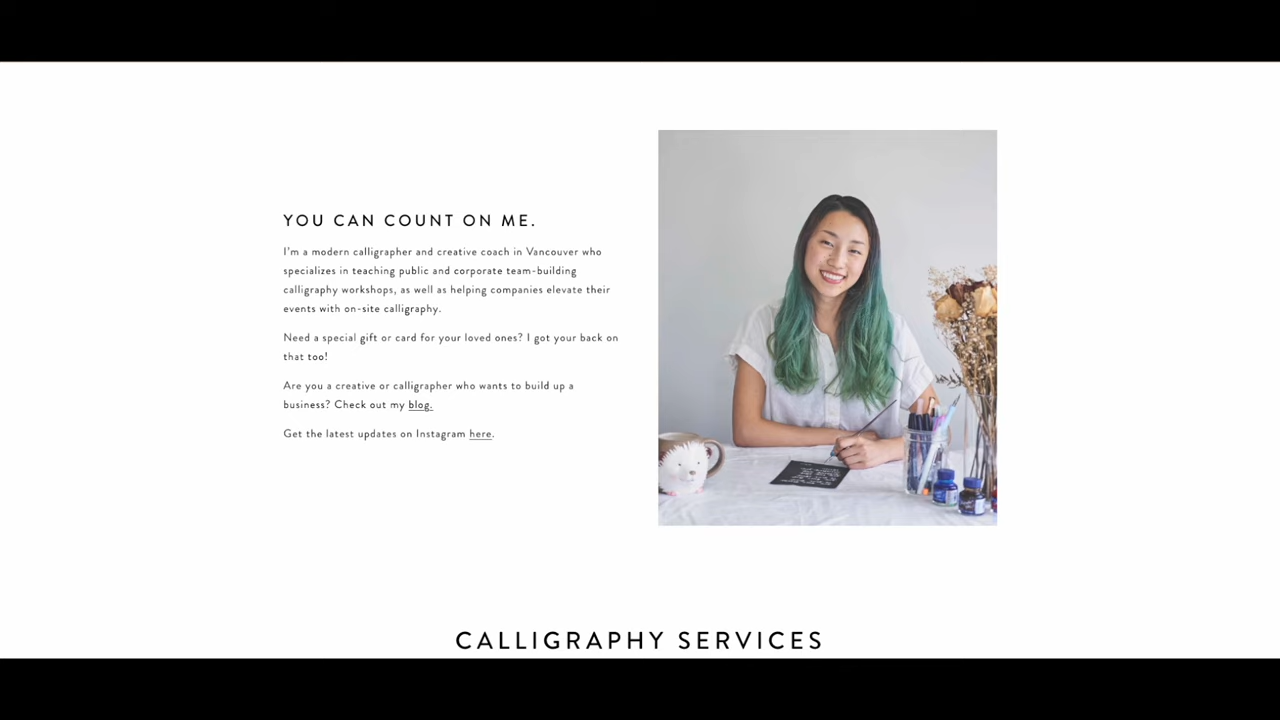 YOU CAN COUNT ON ME.
I'm a modern calligrapher and creative coach in Vancouver who
specializes in teaching public and corporate team-building
calligraphy workshops, as well as helping companies elevate their
events with on-site calligraphy.
Need a special gift or card for your loved ones? I got your back on
that too!
Are you a creative or calligrapher who wants to build up a
business? Check out my blog.
Get the latest updates on Instagram here.
CALLIGRAPHY SERVICES